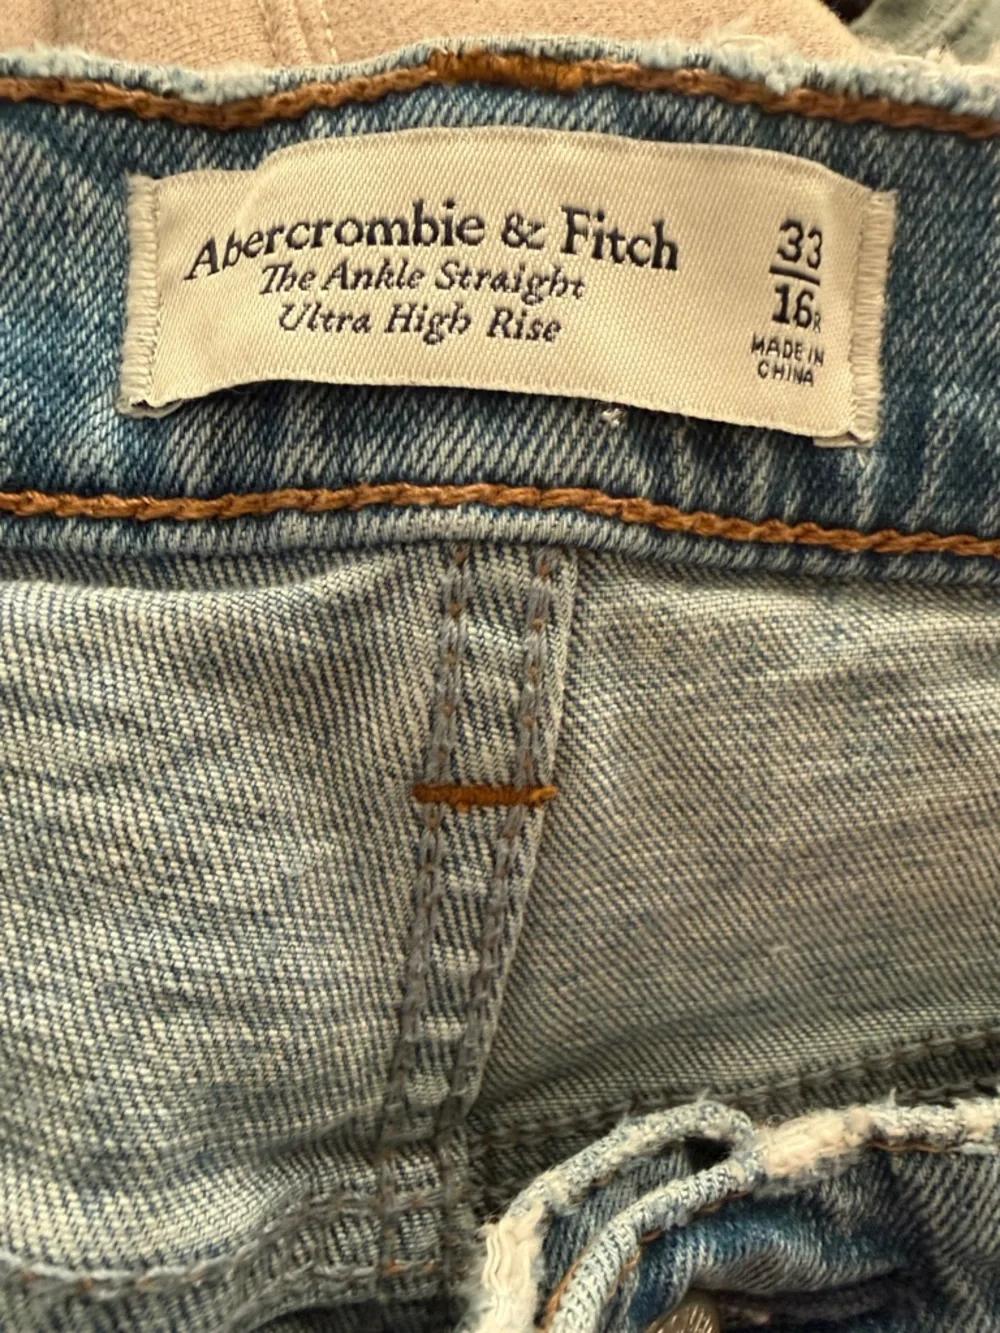 Abercrombie & Fitch
The Ankle Straight
Ultra High Rise
33
16R
MADE IN
CHINA